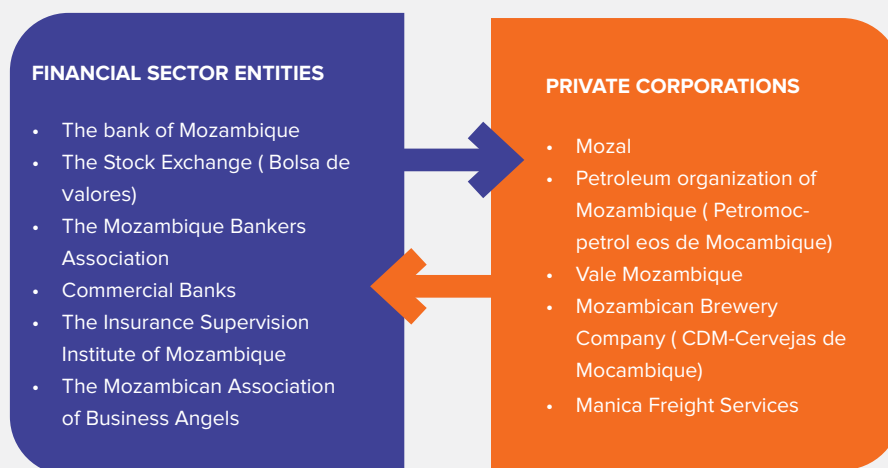 FINANCIAL SECTOR ENTITIES
• The bank of Mozambique
• The Stock Exchange ( Bolsa de
valores)
• The Mozambique Bankers
Association
• Commercial Banks
• The Insurance Supervision
Institute of Mozambique
• The Mozambican Association
of Business Angels
PRIVATE CORPORATIONS
• Mozal
• Petroleum organization of
Mozambique ( Petromoc-
petrol eos de Mocambique)
• Vale Mozambique
• Mozambican Brewery
Company ( CDM-Cervejas de
Mocambique)
• Manica Freight Services